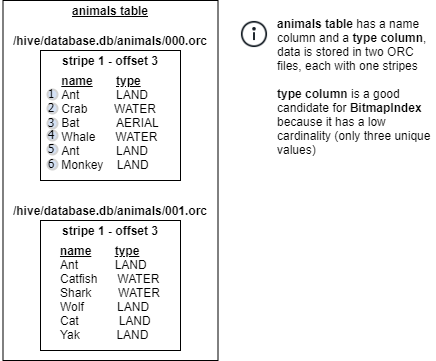 animals table
/hive/database.db/animals/000.orc
stripe 1 - offset 3
name type
1 Ant LAND
2 Crab WATER
3 Bat AERIAL
4 Whale WATER
5 Ant LAND
6 Monkey LAND
/hive/database.db/animals/001.orc
stripe 1 - offset 3
name type
Ant LAND
Catfish WATER
Shark WATER
Wolf LAND
Cat LAND
Yak LAND
i
animals table has a name
column and a type column,
data is stored in two ORC
files, each with one stripes
type column is a good
candidate for BitmapIndex
because it has a low
cardinality (only three unique
values)